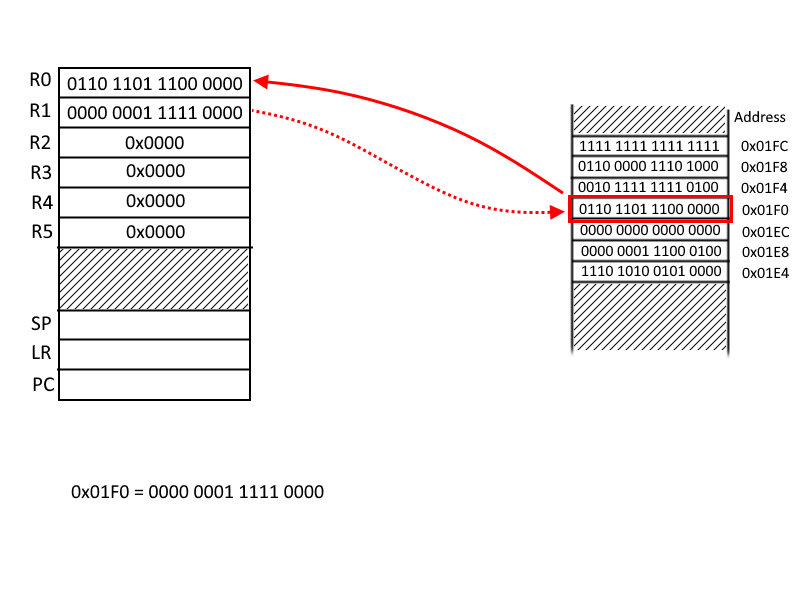 R0 0110 1101 1100 0000
R1 0000 0001 1111 0000
R2 0x0000
R3 0x0000
R4 0x0000
R5 0x0000
SP
LR
PC
Address
1111 1111 1111 1111 0x01FC
0110 0000 1110 1000 0x01F8
0010 1111 1111 0100 0x01F4
0110 1101 1100 0000 0x01F0
0000 0000 0000 0000 0x01EC
0000 0001 1100 0100 0x01E8
1110 1010 0101 0000 0x01E4
0x01F0 = 0000 0001 1111 0000